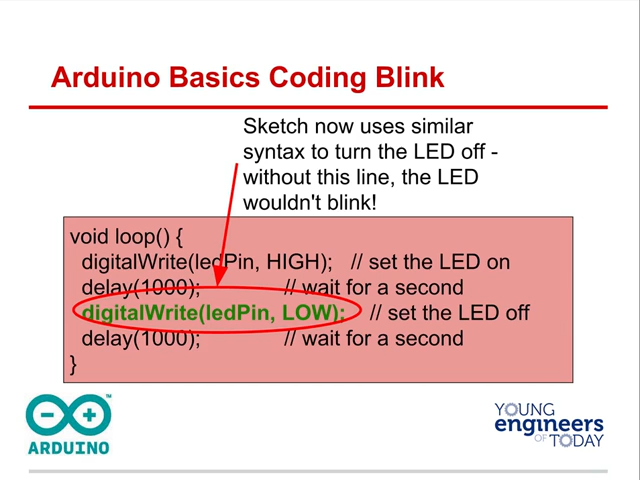 Arduino Basics Coding Blink
Sketch now uses similar
syntax to turn the LED off -
without this line, the LED
wouldn't blink!
void loop() {
digitalWrite(ledPin, HIGH); // set the LED on
delay(1000); // wait for a second
digitalWrite(ledPin, LOW); // set the LED off
delay(1000); // wait for a second
}
ARDUINO
YOUNG
engineers
OF TODAY